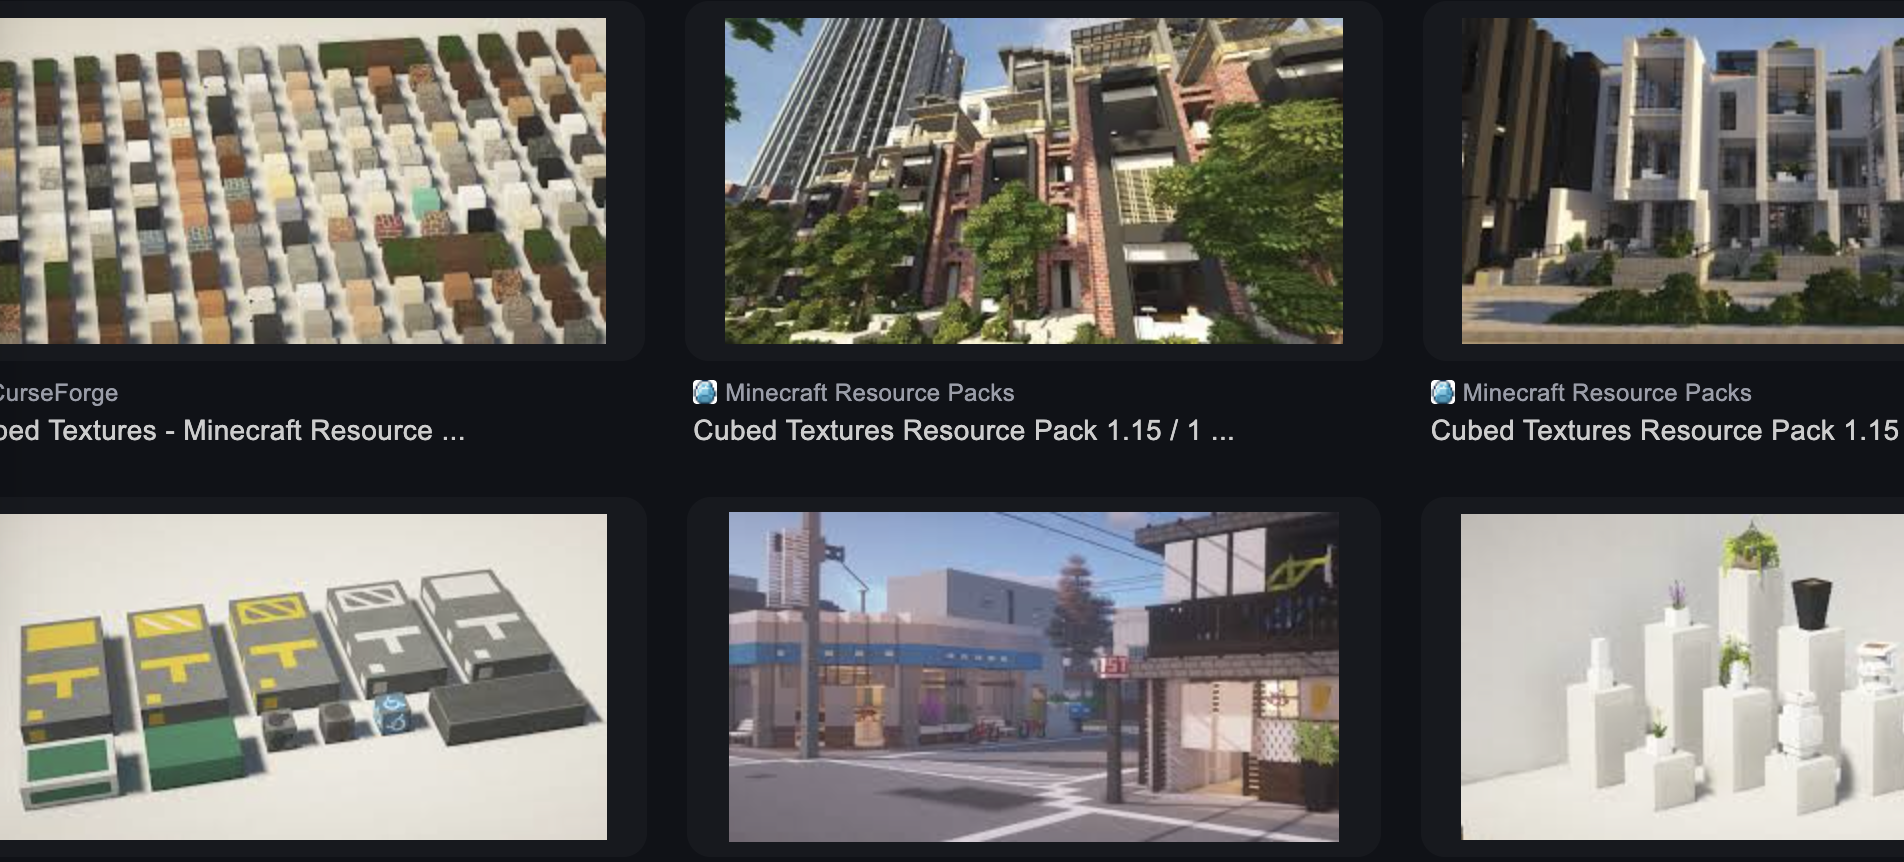 CurseForge
bed Textures - Minecraft Resource ...
Minecraft Resource Packs
Cubed Textures Resource Pack 1.15 / 1 ...
Minecraft Resource Packs
Cubed Textures Resource Pack 1.15